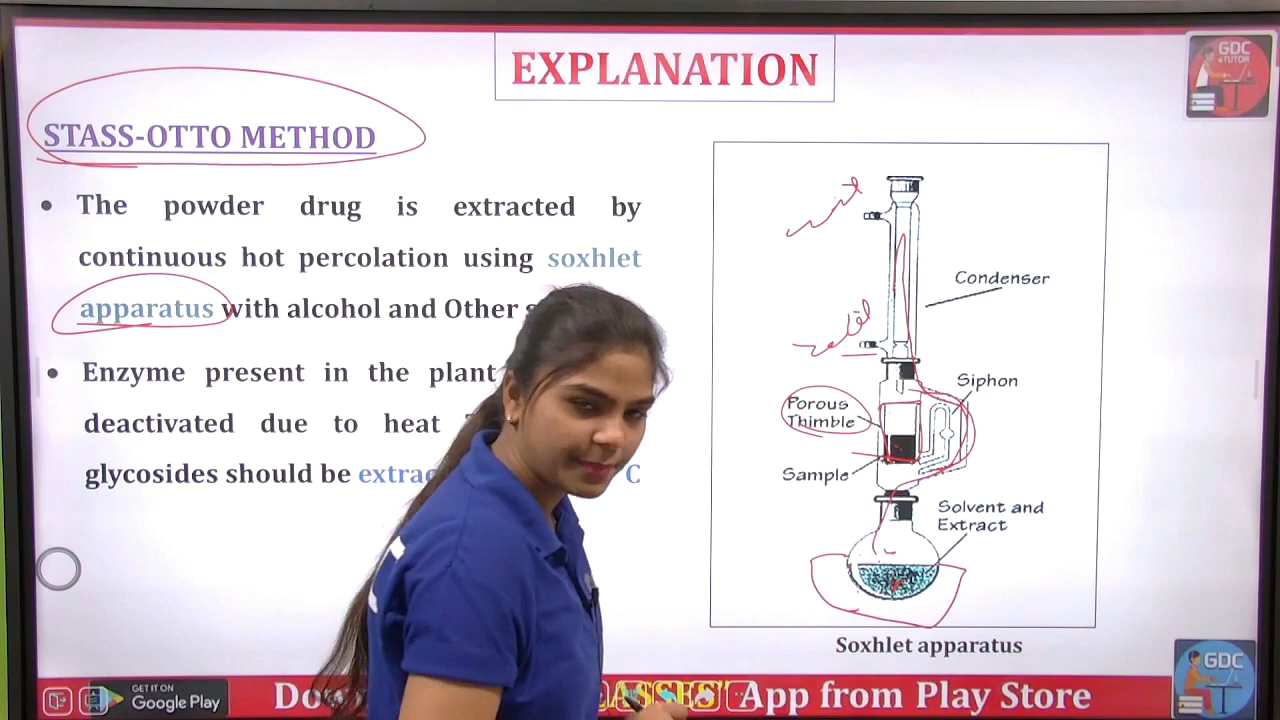 EXPLANATION
GDC
eTUTOR
STASS-OTTO METHOD
• The powder drug is extracted by
continuous hot percolation using soxhlet
apparatus with alcohol and Other
• Enzyme present in the plant
deactivated due to heat
glycosides should be C
Condenser
Siphon
Porous
Thimble
Sample
Solvent and
Extract
Soxhlet apparatus
GDC
GET IT ON
Google Play
App from Play Store